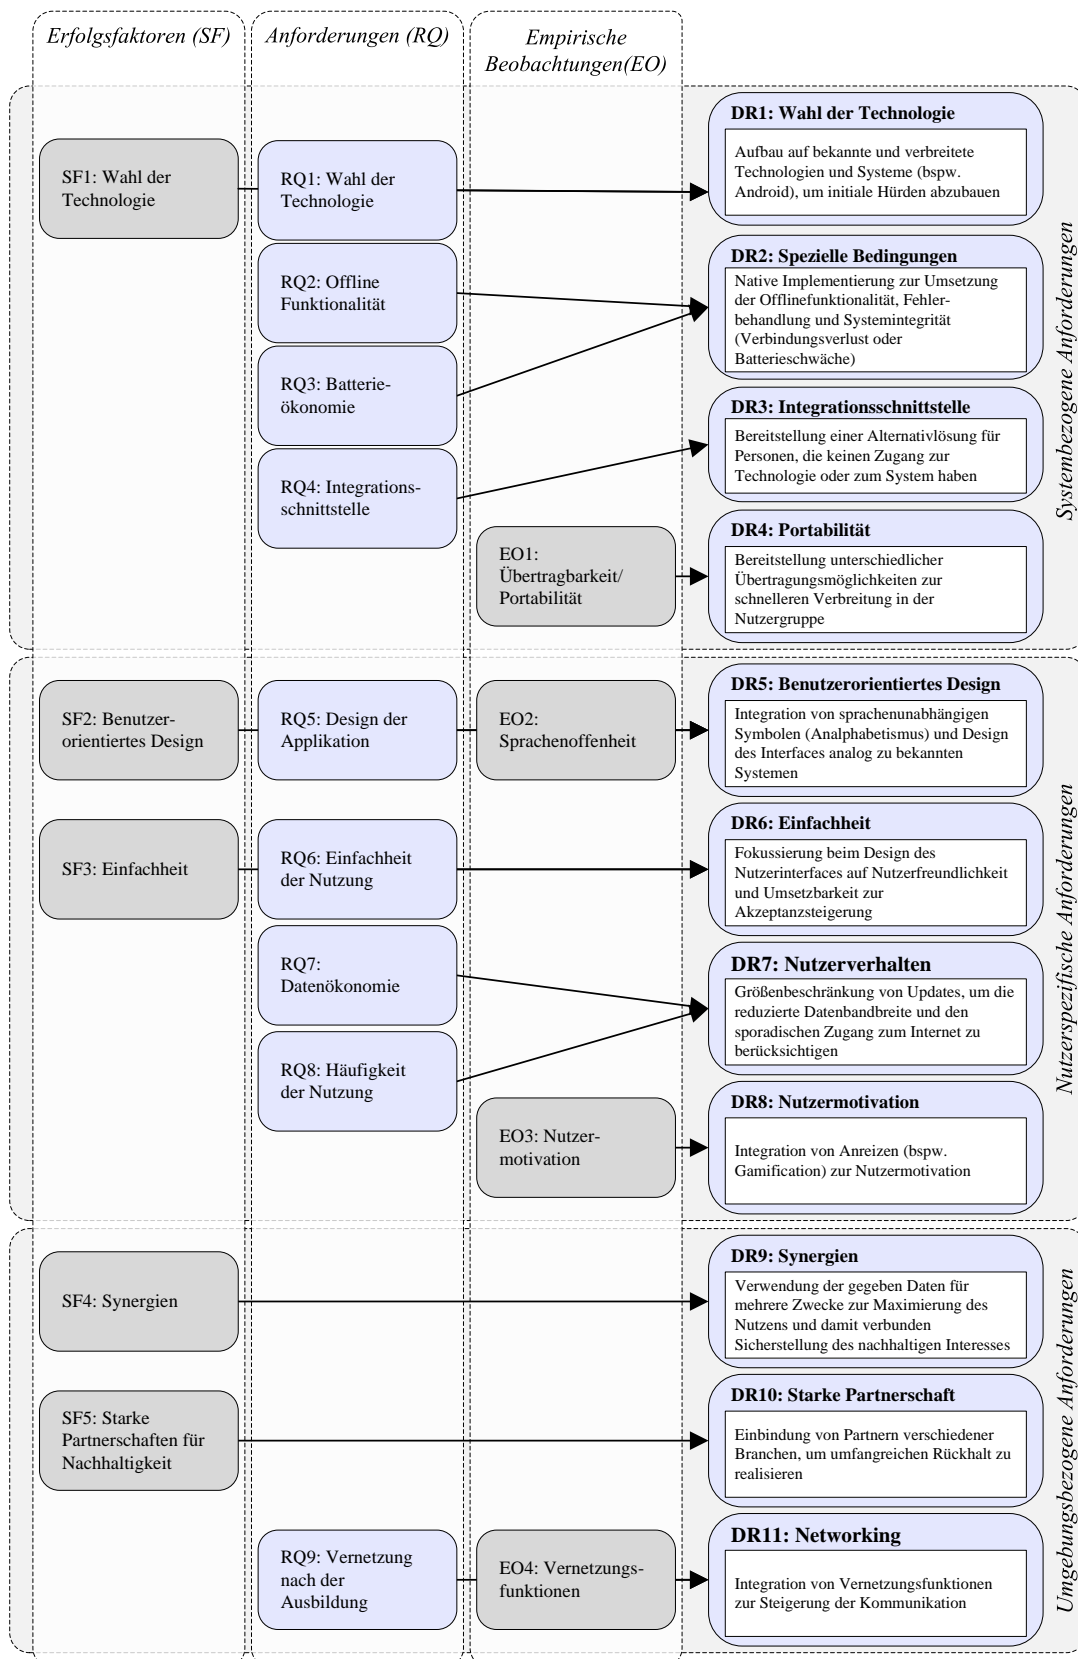 Erfolgsfaktoren (SF)
Anforderungen (RQ)
Empirische
Beobachtungen(EO)
Systembezogene Anforderungen
SF1: Wahl der
Technologie
RQ1: Wahl der
Technologie
DR1: Wahl der Technologie
Aufbau auf bekannte und verbreitete
Technologien und Systeme (bspw.
Android), um initiale Hürden abzubauen
RQ2: Offline
Funktionalität
RQ3: Batterie-
ökonomie
DR2: Spezielle Bedingungen
Native Implementierung zur Umsetzung
der Offlinefunktionalität, Fehler-
behandlung und Systemintegrität
(Verbindungsverlust oder
Batterieschwäche)
RQ4: Integrations-
schnittstelle
DR3: Integrationsschnittstelle
Bereitstellung einer Alternativlösung für
Personen, die keinen Zugang zur
Technologie oder zum System haben
EO1:
Übertragbarkeit/
Portabilität
DR4: Portabilität
Bereitstellung unterschiedlicher
Übertragungsmöglichkeiten zur
schnelleren Verbreitung in der
Nutzergruppe
Nutzerspezifische Anforderungen
SF2: Benutzer-
orientiertes Design
RQ5: Design der
Applikation
EO2:
Sprachenoffenheit
DR5: Benutzerorientiertes Design
Integration von sprachenunabhängigen
Symbolen (Analphabetismus) und Design
des Interfaces analog zu bekannten
Systemen
SF3: Einfachheit
RQ6: Einfachheit
der Nutzung
DR6: Einfachheit
Fokussierung beim Design des
Nutzerinterfaces auf Nutzerfreundlichkeit
und Umsetzbarkeit zur
Akzeptanzsteigerung
RQ7:
Datenökonomie
RQ8: Häufigkeit
der Nutzung
DR7: Nutzerverhalten
Größenbeschränkung von Updates, um die
reduzierte Datenbandbreite und den
sporadischen Zugang zum Internet zu
berücksichtigen
EO3: Nutzer-
motivation
DR8: Nutzermotivation
Integration von Anreizen (bspw.
Gamification) zur Nutzermotivation
Umgebungsbezogene Anforderungen
SF4: Synergien
DR9: Synergien
Verwendung der gegeben Daten für
mehrere Zwecke zur Maximierung des
Nutzens und damit verbunden
Sicherstellung des nachhaltigen Interesses
SF5: Starke
Partnerschaften für
Nachhaltigkeit
DR10: Starke Partnerschaft
Einbindung von Partnern verschiedener
Branchen, um umfangreichen Rückhalt zu
realisieren
RQ9: Vernetzung
nach der
Ausbildung
EO4: Vernetzungs-
funktionen
DR11: Networking
Integration von Vernetzungsfunktionen
zur Steigerung der Kommunikation